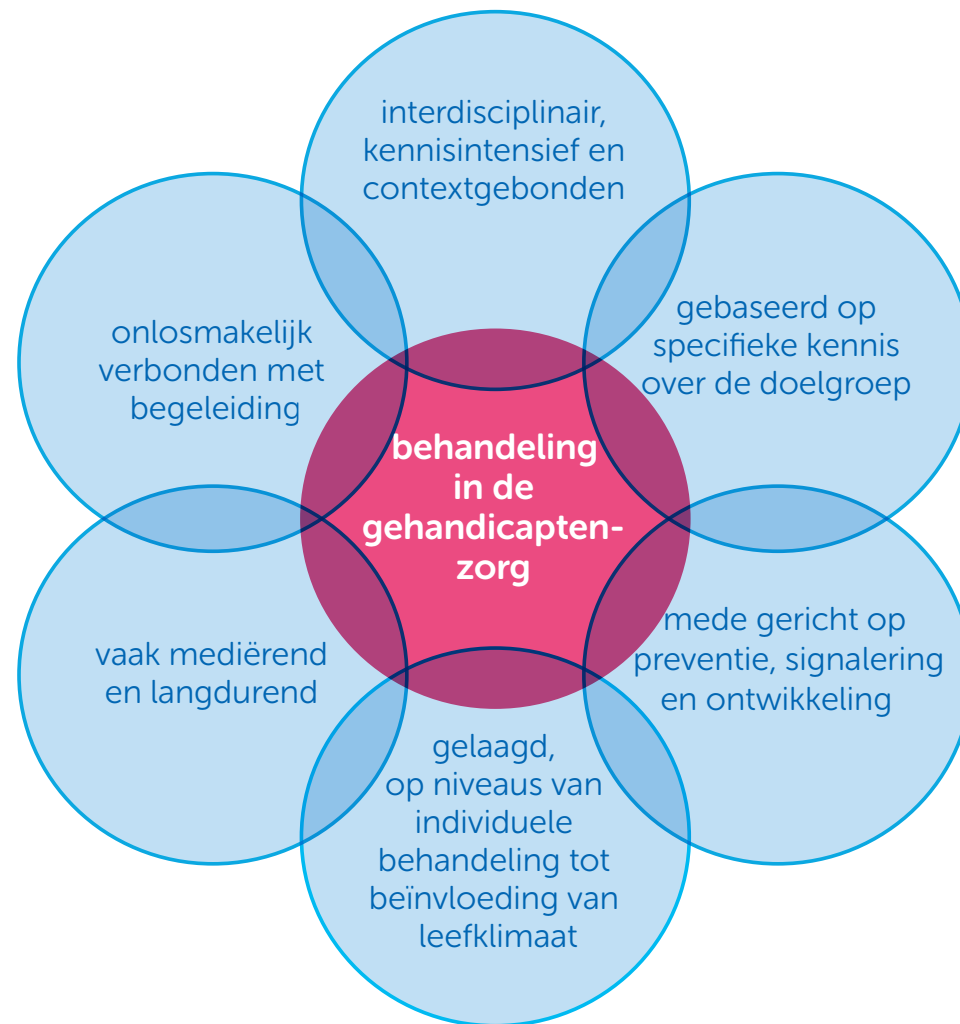 interdisciplinair,
kennisintensief en
contextgebonden
gebaseerd op
specifieke kennis
over de doelgroep
mede gericht op
preventie, signalering
en ontwikkeling
gelaagd,
op niveaus van
individuele
behandeling tot
beïnvloeding van
leefklimaat
vaak mediërend
en langdurend
onlosmakelijk
verbonden met
begeleiding
behandeling
in de
gehandicapten-
zorg